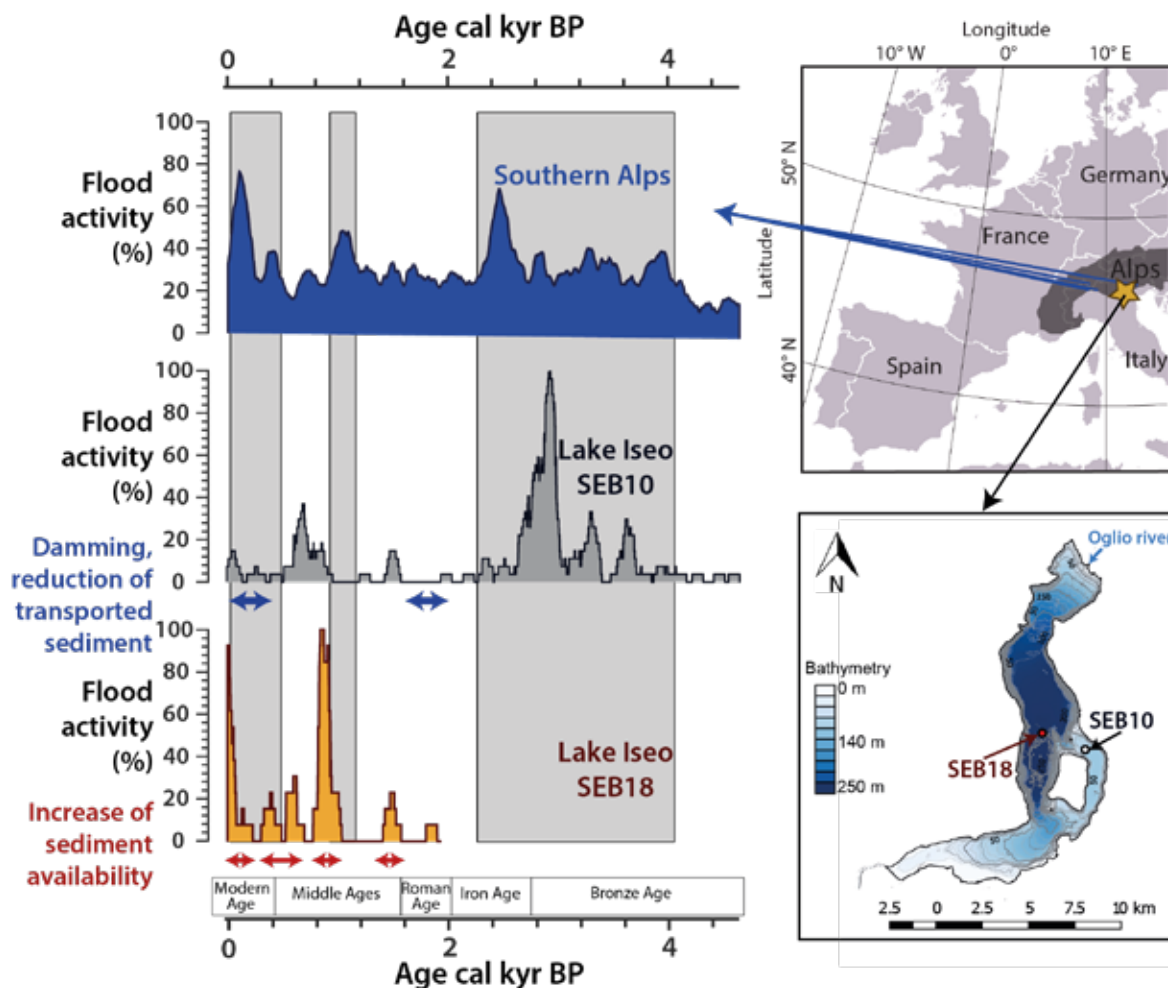 Age cal kyr BP
0
2
4
Flood
activity
(%)
100
80
60
40
20
0
Southern Alps
Flood
activity
(%)
100
80
60
40
20
0
Lake Iseo
SEB10
Damming,
reduction of
transported
sediment
Flood
activity
(%)
100
80
60
40
20
0
Lake Iseo
SEB18
Increase of
sediment
availability
Modern
Age
Middle Ages
Roman
Age
Iron Age
Bronze Age
0
2
4
Age cal kyr BP
Longitude
10° W
0°
10° E
Latitude
50° N
40° N
Germany
France
Alps
Spain
Italy
N
Oglio river
Bathymetry
0 m
140 m
250 m
SEB10
SEB18
2.5
0
2.5
5
7.5
10 km